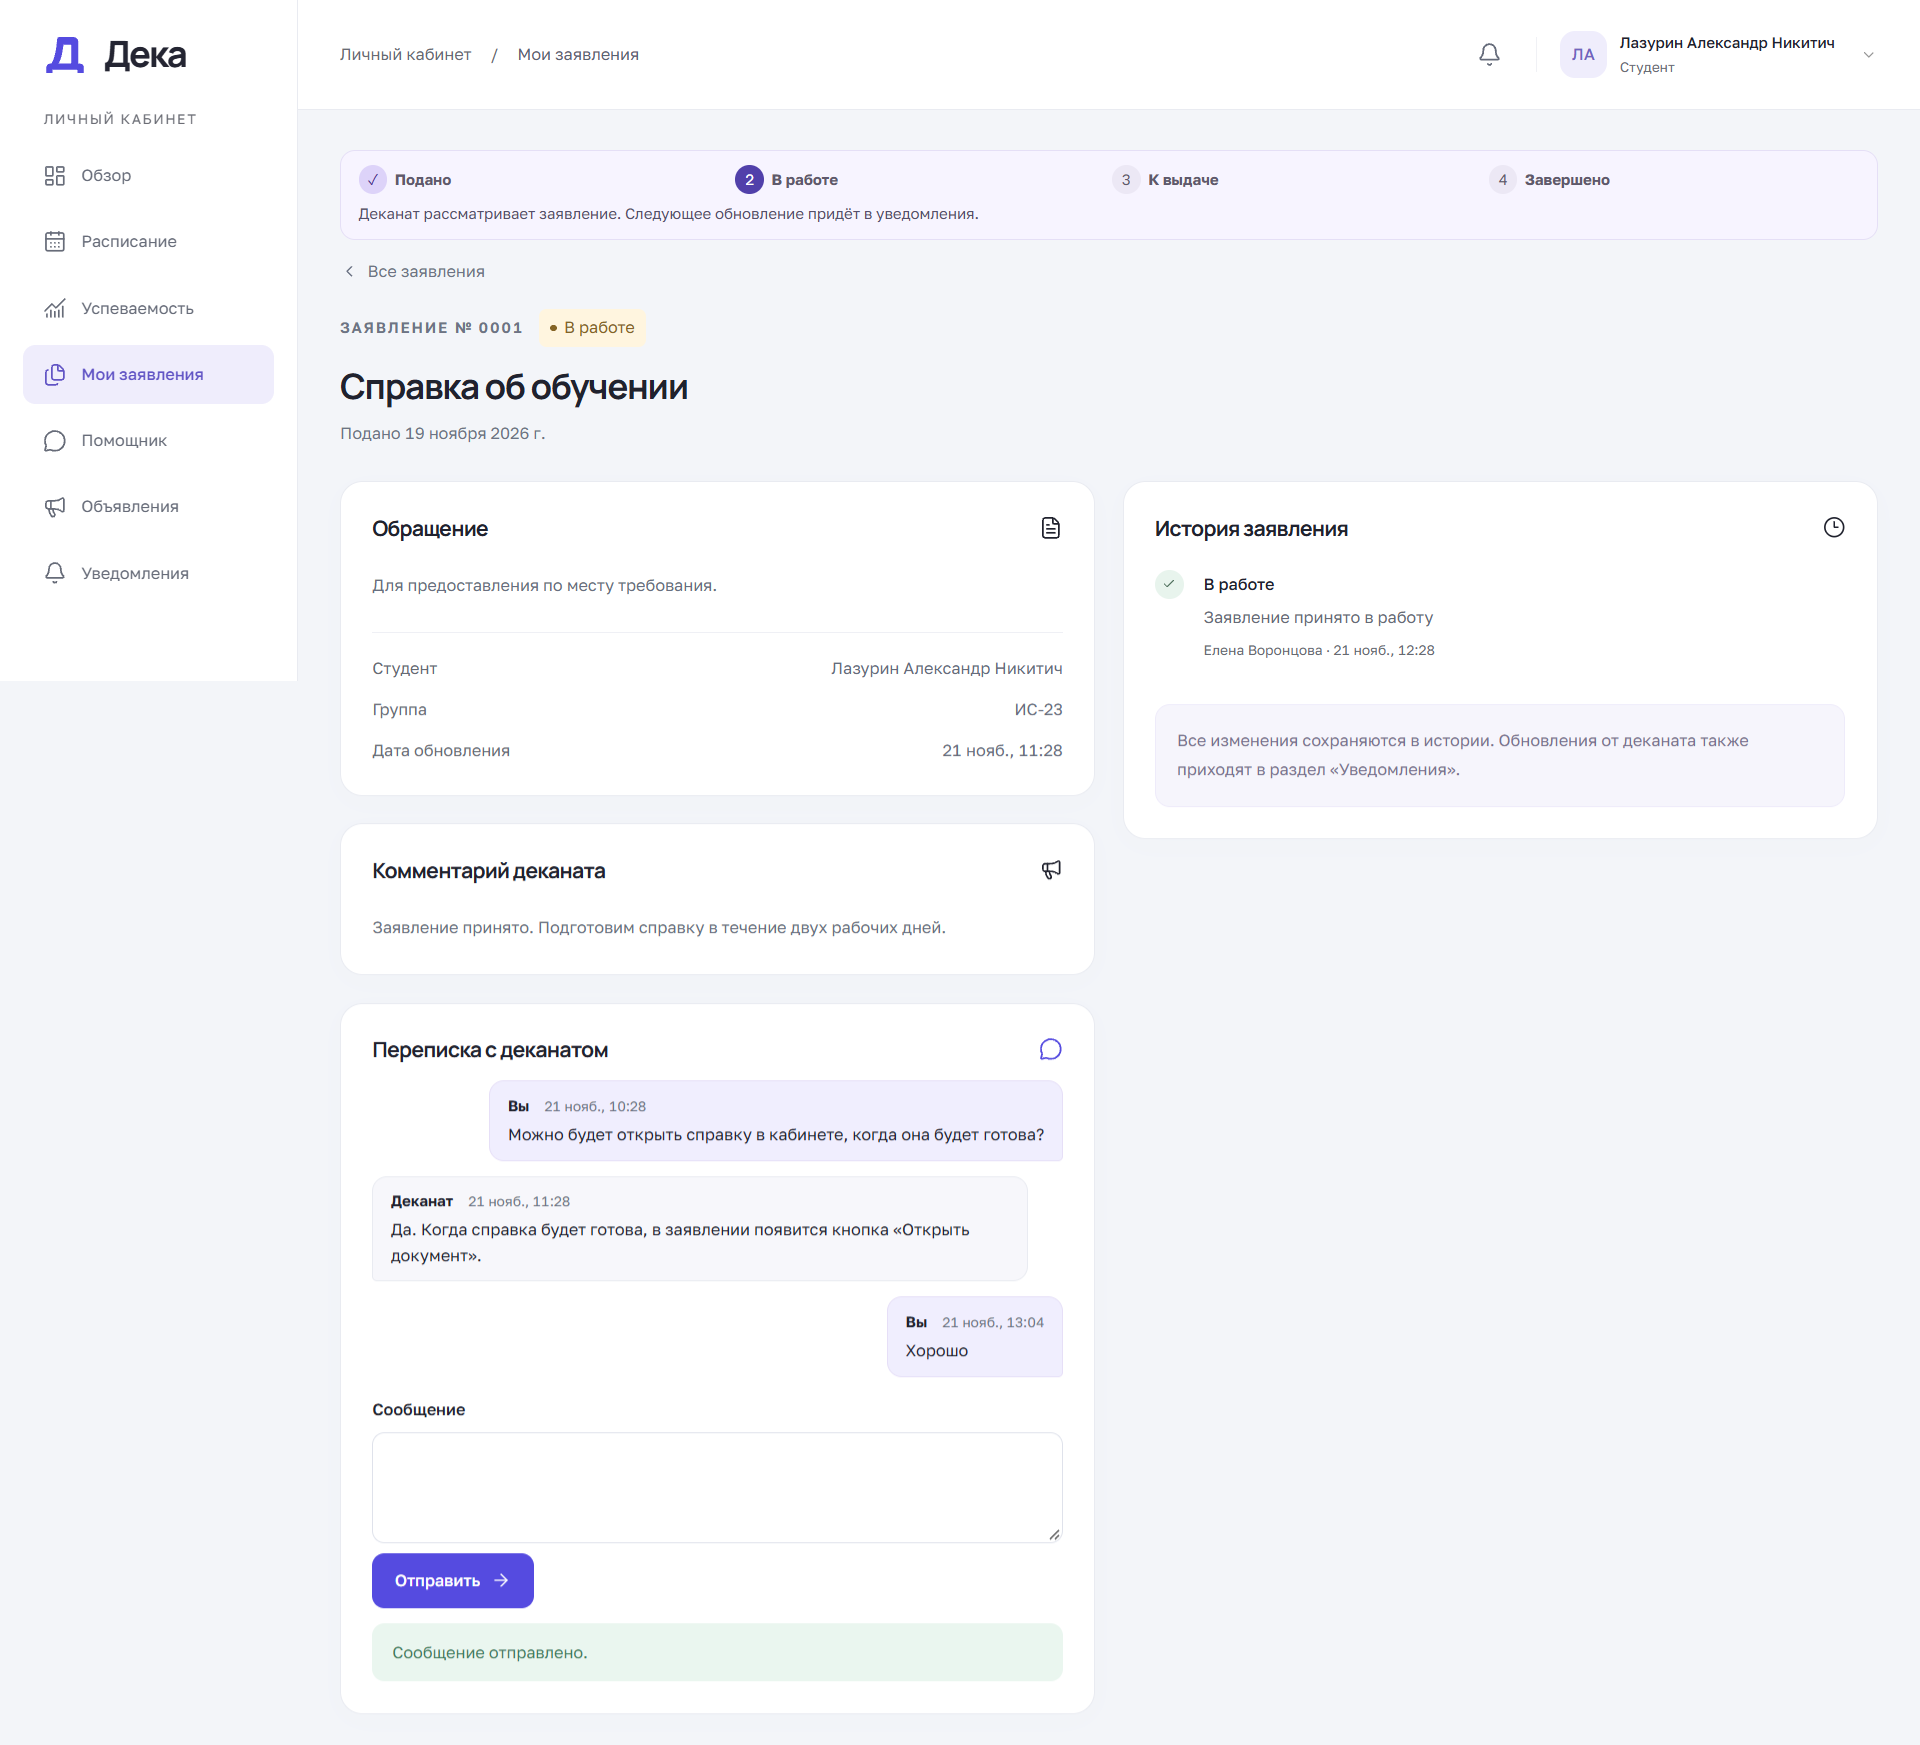 Д Дека
ЛИЧНЫЙ КАБИНЕТ
Обзор
Расписание
Успеваемость
Мои заявления
Помощник
Объявления
Уведомления
Личный кабинет / Мои заявления
ЛА
Лазурин Александр Никитич
Студент
Подано
2 В работе
3 К выдаче
4 Завершено
Деканат рассматривает заявление. Следующее обновление придёт в уведомления.
Все заявления
ЗАЯВЛЕНИЕ № 0001
В работе
Справка об обучении
Подано 19 ноября 2026 г.
Обращение
Для предоставления по месту требования.
Студент Лазурин Александр Никитич
Группа ИС-23
Дата обновления 21 нояб., 11:28
Комментарий деканата
Заявление принято. Подготовим справку в течение двух рабочих дней.
Переписка с деканатом
Вы 21 нояб., 10:28
Можно будет открыть справку в кабинете, когда она будет готова?
Деканат 21 нояб., 11:28
Да. Когда справка будет готова, в заявлении появится кнопка «Открыть
документ».
Вы 21 нояб., 13:04
Хорошо
Сообщение
Отправить
Сообщение отправлено.
История заявления
В работе
Заявление принято в работу
Елена Воронцова · 21 нояб., 12:28
Все изменения сохраняются в истории. Обновления от деканата также
приходят в раздел «Уведомления».